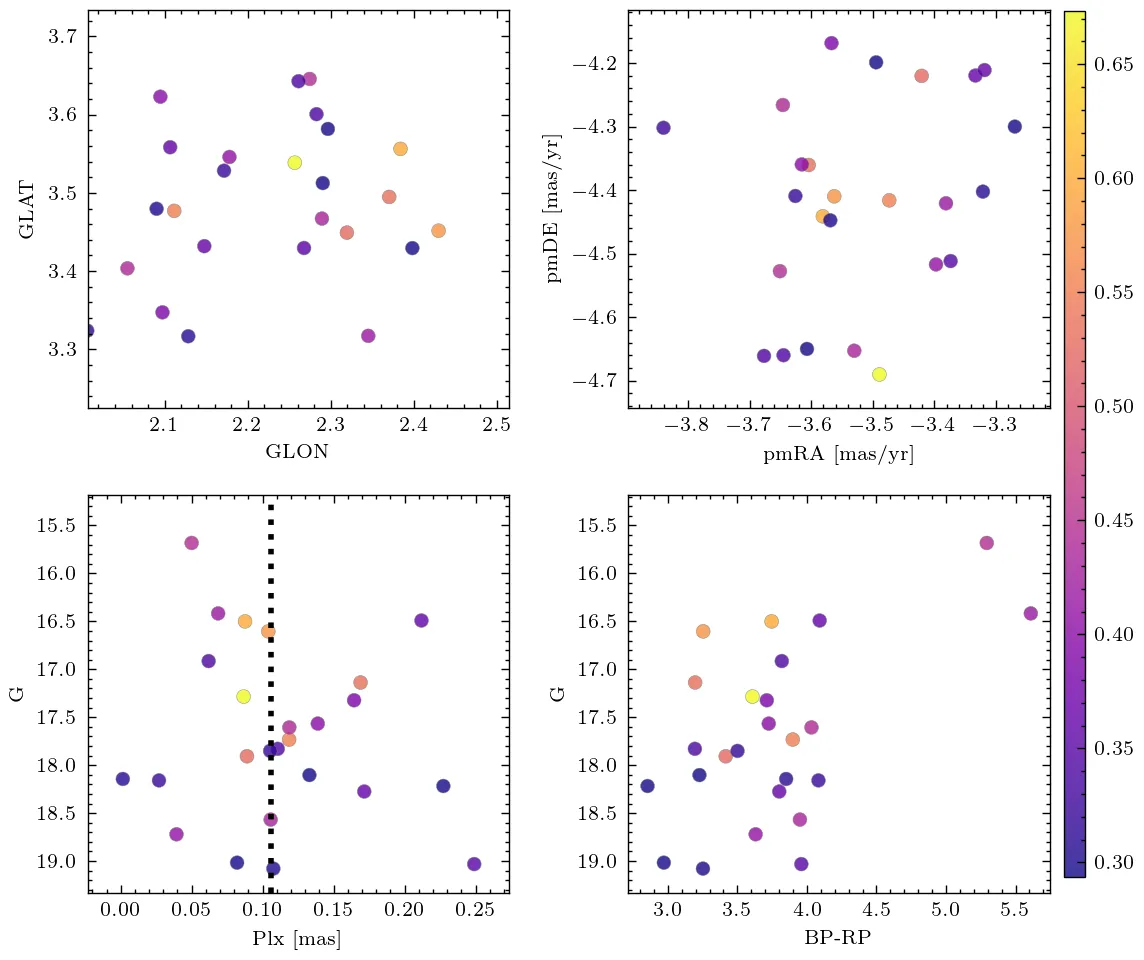 3.7
3.6
3.5
3.4
3.3
GLAT
2.1 2.2 2.3 2.4 2.5
GLON
−4.2
−4.3
−4.4
−4.5
−4.6
−4.7
pmDE [mas/yr]
−3.8 −3.7 −3.6 −3.5 −3.4 −3.3
pmRA [mas/yr]
0.65
0.60
0.55
0.50
0.45
0.40
0.35
0.30
15.5
16.0
16.5
17.0
17.5
18.0
18.5
19.0
G
0.00 0.05 0.10 0.15 0.20 0.25
Plx [mas]
15.5
16.0
16.5
17.0
17.5
18.0
18.5
19.0
G
3.0 3.5 4.0 4.5 5.0 5.5
BP-RP